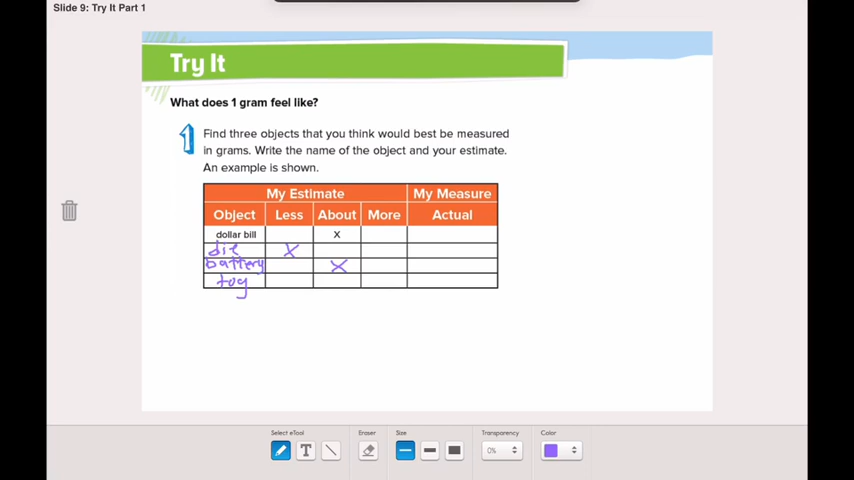 Slide 9: Try It Part 1
Try It
What does 1 gram feel like?
1 Find three objects that you think would best be measured
in grams. Write the name of the object and your estimate.
An example is shown.
My Estimate My Measure
Object Less About More Actual
dollar bill X
die X
battery X
toy
Select eTool Eraser Size Transparency Color
T 0%